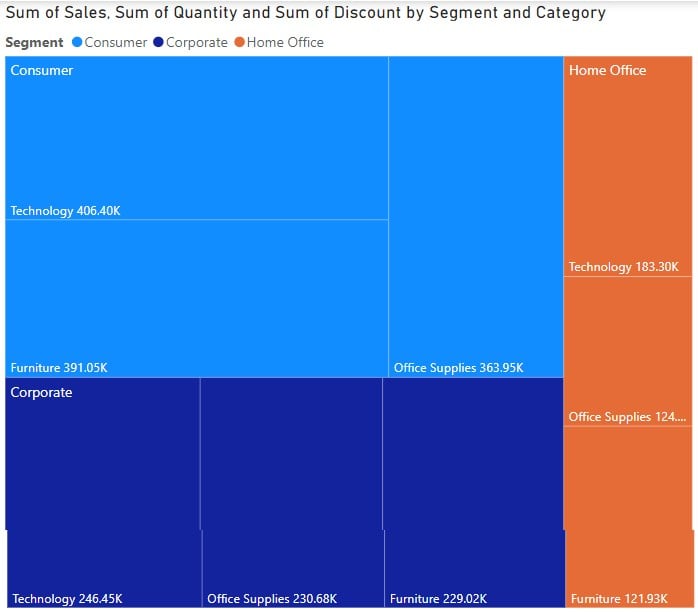 Sum of Sales, Sum of Quantity and Sum of Discount by Segment and Category
Segment Consumer Corporate Home Office
Consumer
Technology 406.40K
Furniture 391.05K
Office Supplies 363.95K
Corporate
Technology 246.45K
Office Supplies 230.68K
Furniture 229.02K
Home Office
Technology 183.30K
Office Supplies 124....
Furniture 121.93K